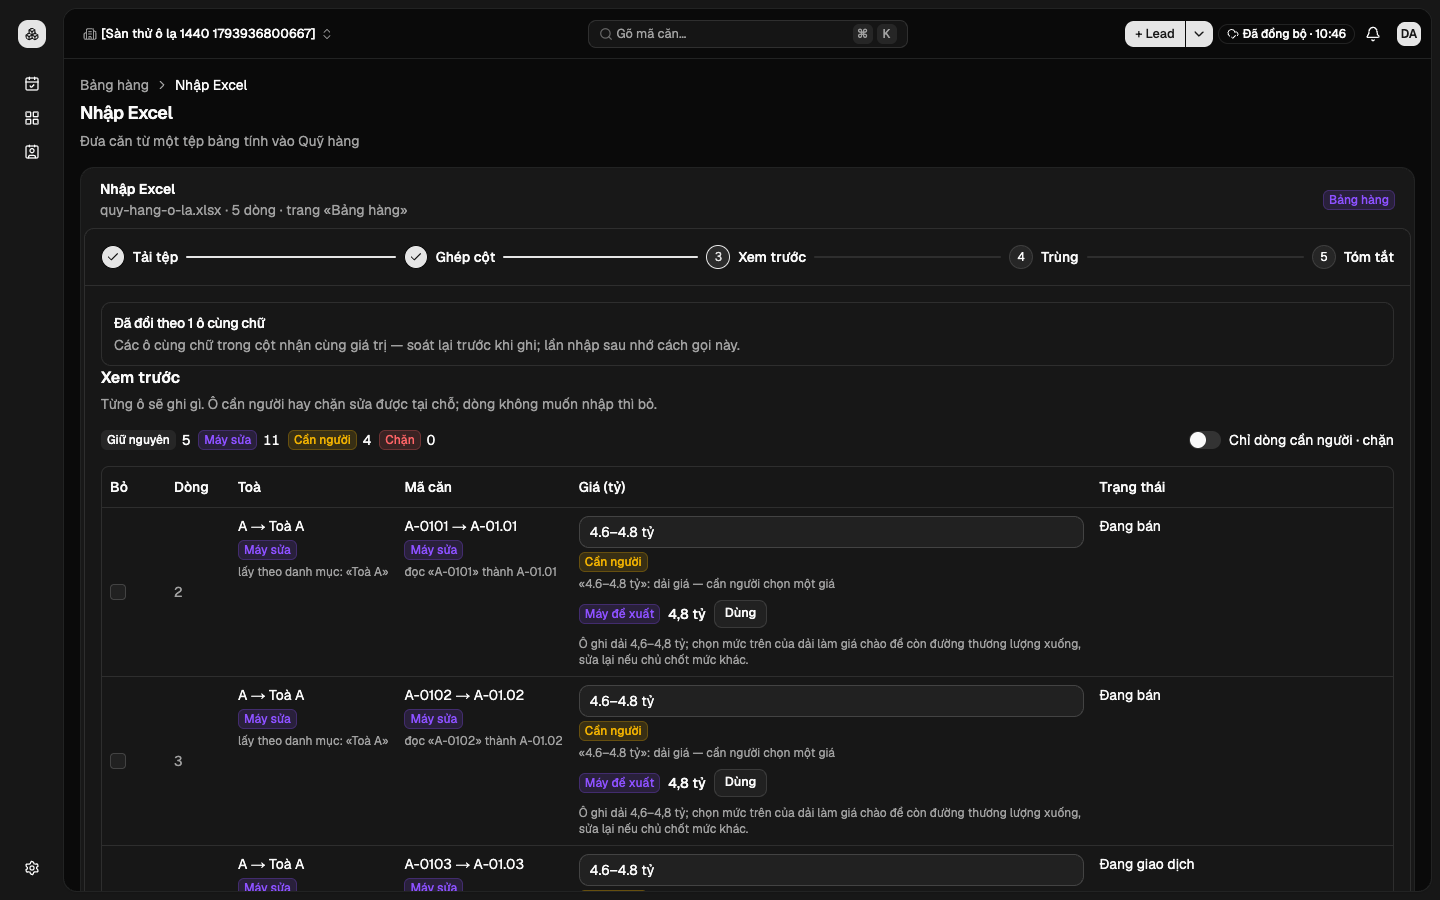 [Sàn thử ô lạ 1440 1793936800667]
Gõ mã căn...
⌘ K
+ Lead
Đã đồng bộ · 10:46
DA
Bảng hàng > Nhập Excel
Nhập Excel
Đưa căn từ một tệp bảng tính vào Quỹ hàng
Nhập Excel
quy-hang-o-la.xlsx · 5 dòng · trang «Bảng hàng»
Bảng hàng
Tải tệp
Ghép cột
3 Xem trước
4 Trùng
5 Tóm tắt
Đã đổi theo 1 ô cùng chữ
Các ô cùng chữ trong cột nhận cùng giá trị — soát lại trước khi ghi; lần nhập sau nhớ cách gọi này.
Xem trước
Từng ô sẽ ghi gì. Ô cần người hay chặn sửa được tại chỗ; dòng không muốn nhập thì bỏ.
Giữ nguyên 5 Máy sửa 11 Cần người 4 Chặn 0
Chỉ dòng cần người · chặn
Bỏ Dòng Toà Mã căn Giá (tỷ) Trạng thái
2
A → Toà A
Máy sửa
lấy theo danh mục: «Toà A»
A-0101 → A-01.01
Máy sửa
đọc «A-0101» thành A-01.01
4.6–4.8 tỷ
Cần người
«4.6–4.8 tỷ»: dải giá — cần người chọn một giá
Máy đề xuất 4,8 tỷ Dùng
Ô ghi dải 4,6–4,8 tỷ; chọn mức trên của dải làm giá chào để còn đường thương lượng xuống,
sửa lại nếu chủ chốt mức khác.
Đang bán
3
A → Toà A
Máy sửa
lấy theo danh mục: «Toà A»
A-0102 → A-01.02
Máy sửa
đọc «A-0102» thành A-01.02
4.6–4.8 tỷ
Cần người
«4.6–4.8 tỷ»: dải giá — cần người chọn một giá
Máy đề xuất 4,8 tỷ Dùng
Ô ghi dải 4,6–4,8 tỷ; chọn mức trên của dải làm giá chào để còn đường thương lượng xuống,
sửa lại nếu chủ chốt mức khác.
Đang bán
A → Toà A
Máy sửa
A-0103 → A-01.03
Máy sửa
4.6–4.8 tỷ
Đang giao dịch